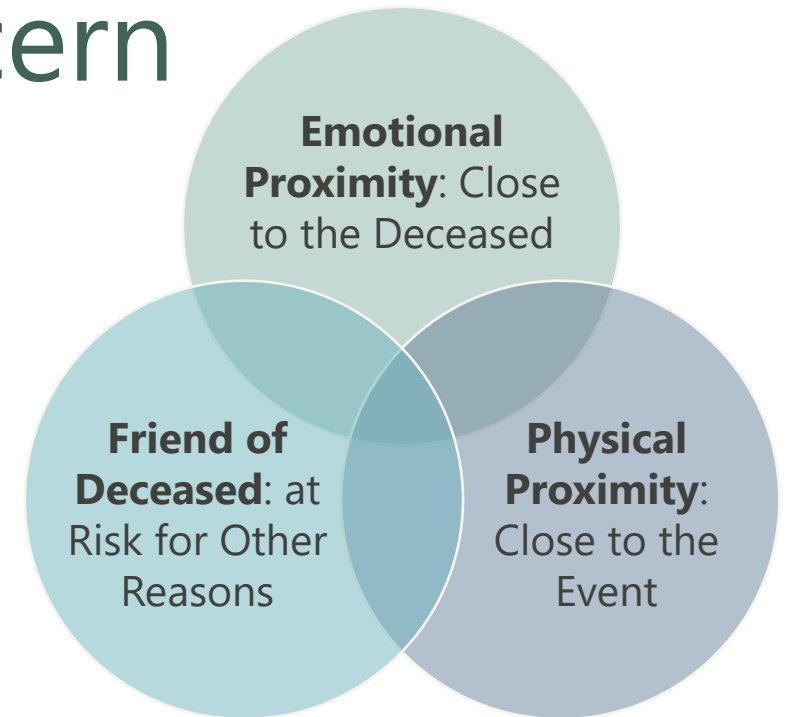 cern
Emotional
Proximity: Close
to the Deceased
Friend of
Deceased: at
Risk for Other
Reasons
Physical
Proximity:
Close to the
Event